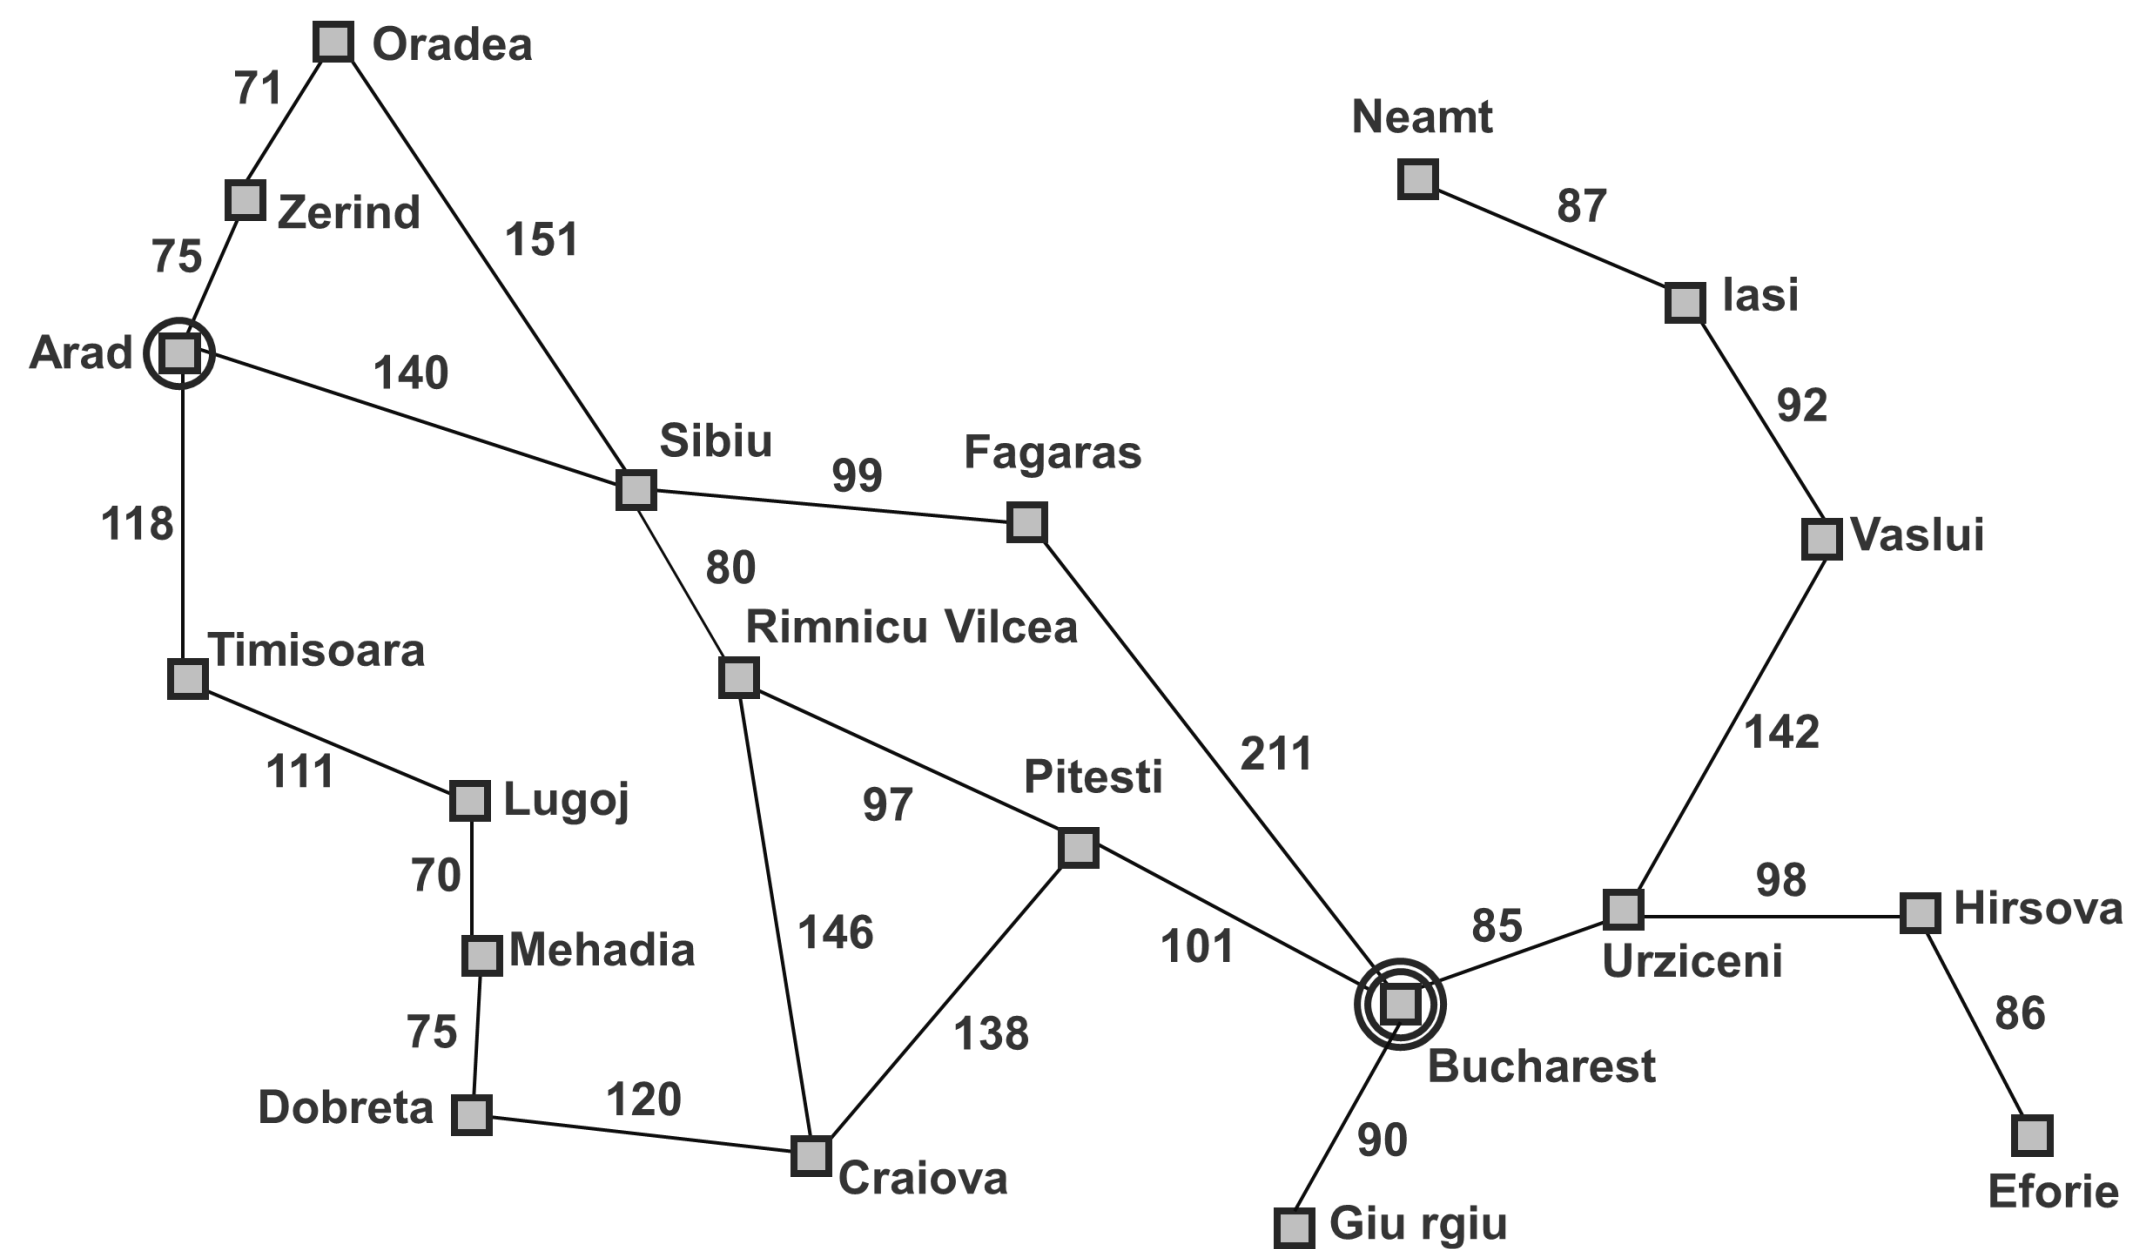 Oradea
71
Neamt
Zerind
87
151
75
Iasi
Arad
140
92
Sibiu
Fagaras
99
118
Vaslui
80
Rimnicu Vilcea
Timisoara
142
211
111
Pitesti
Lugoj
97
70
98
Hirsova
146
101
85
Mehadia
Urziceni
86
75
138
Bucharest
Dobreta
120
90
Craiova
Eforie
Giu rgiu